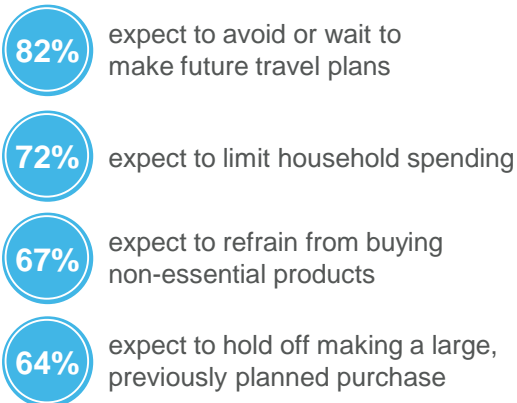 82%
expect to avoid or wait to
make future travel plans
72%
expect to limit household spending
67%
expect to refrain from buying
non-essential products
64%
expect to hold off making a large,
previously planned purchase